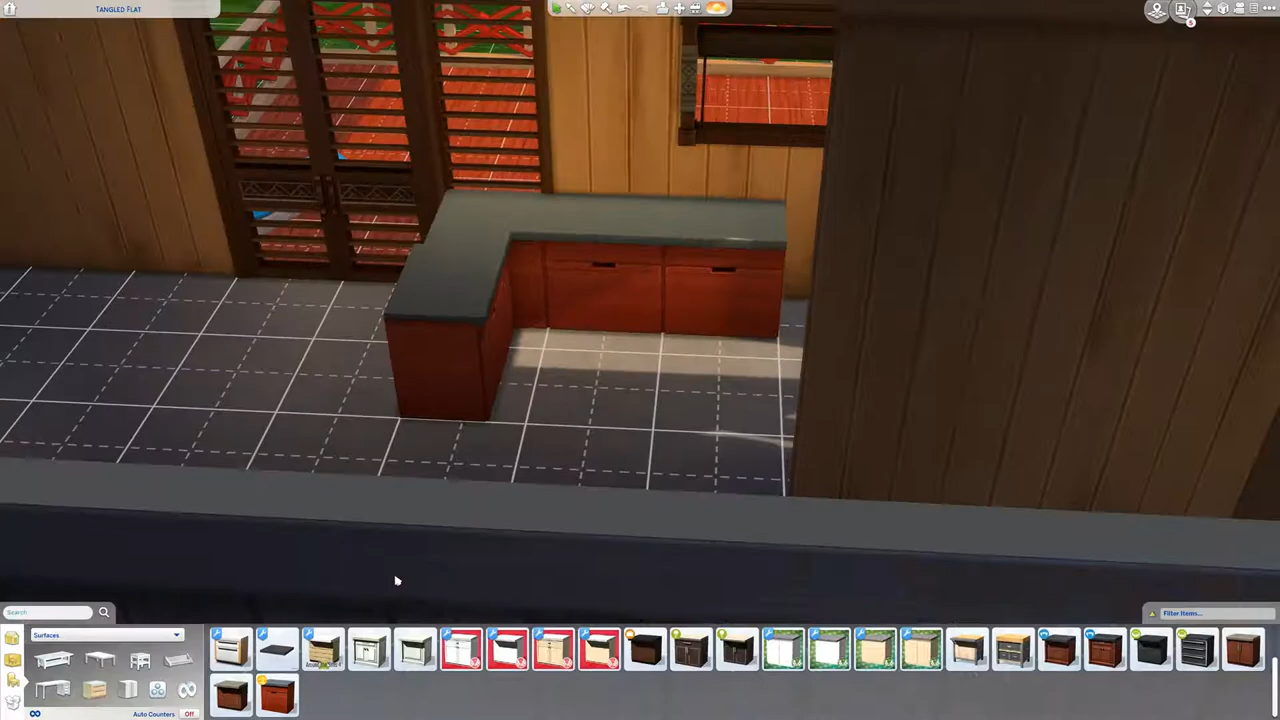 TANGLED FLAT
Search
Filter Items...
Surfaces
Auto Counters
Off